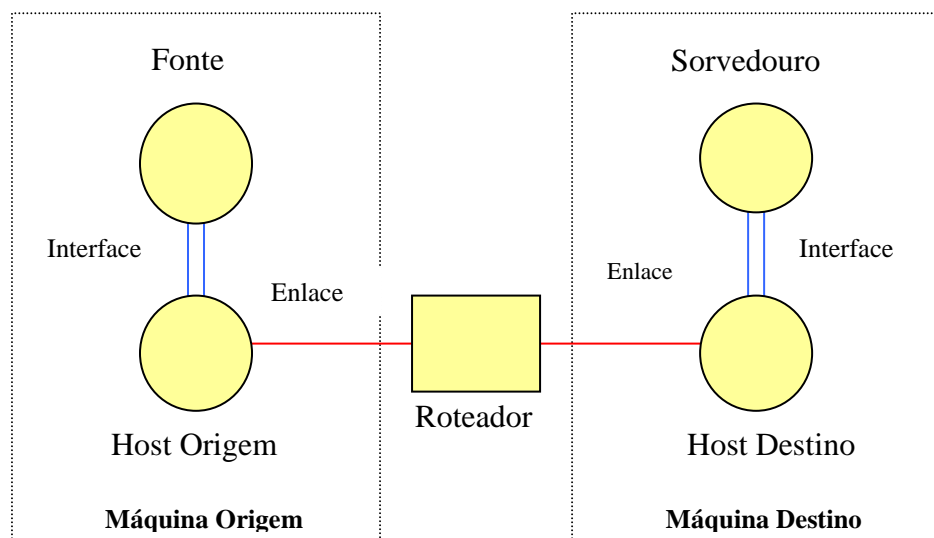 Fonte
Sorvedouro
Interface
Interface
Enlace
Enlace
Roteador
Host Origem
Host Destino
Máquina Origem
Máquina Destino